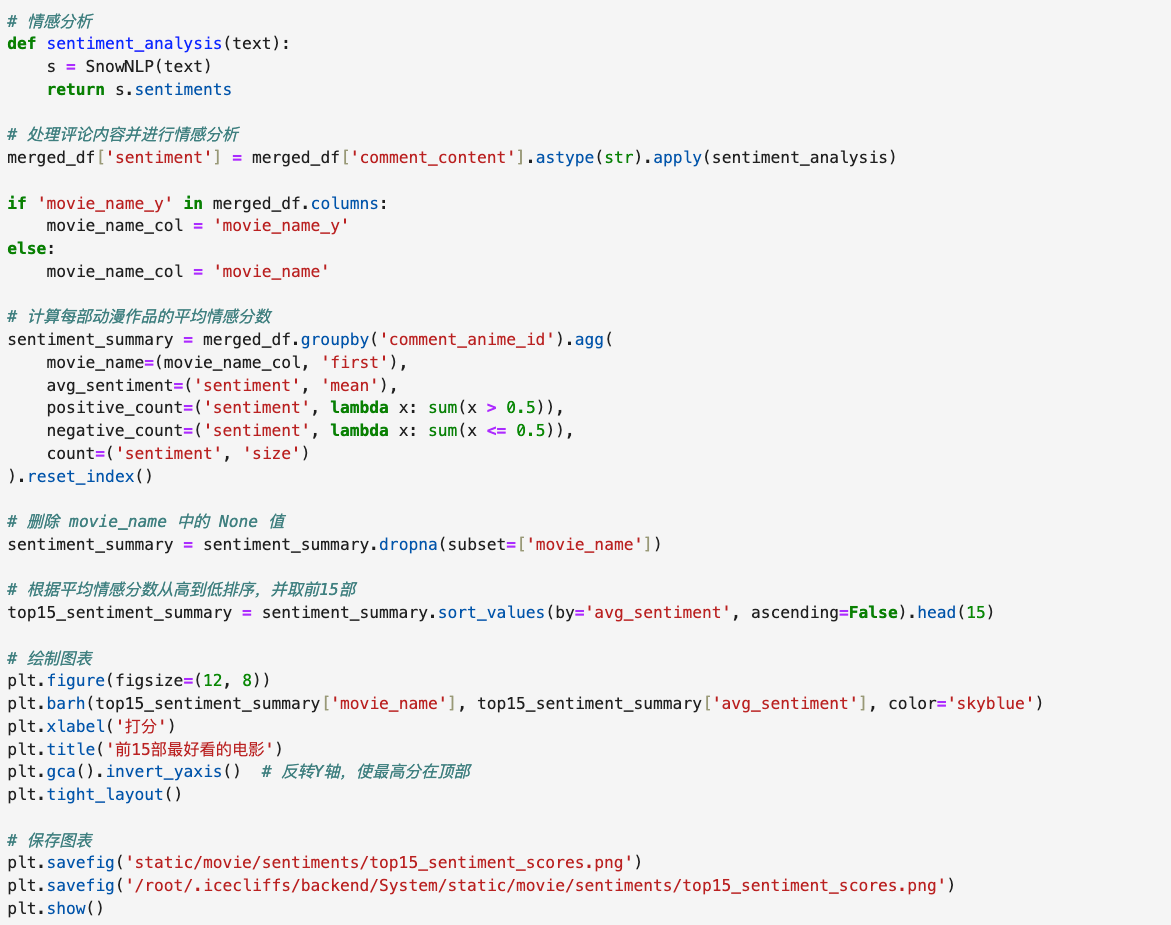 # 情感分析
def sentiment_analysis(text):
    s = SnowNLP(text)
    return s.sentiments

# 处理评论内容并进行情感分析
merged_df['sentiment'] = merged_df['comment_content'].astype(str).apply(sentiment_analysis)

if 'movie_name_y' in merged_df.columns:
    movie_name_col = 'movie_name_y'
else:
    movie_name_col = 'movie_name'

# 计算每部动漫作品的平均情感分数
sentiment_summary = merged_df.groupby('comment_anime_id').agg(
    movie_name=(movie_name_col, 'first'),
    avg_sentiment=('sentiment', 'mean'),
    positive_count=('sentiment', lambda x: sum(x > 0.5)),
    negative_count=('sentiment', lambda x: sum(x <= 0.5)),
    count=('sentiment', 'size')
).reset_index()

# 删除 movie_name 中的 None 值
sentiment_summary = sentiment_summary.dropna(subset=['movie_name'])

# 根据平均情感分数从高到低排序，并取前15部
top15_sentiment_summary = sentiment_summary.sort_values(by='avg_sentiment', ascending=False).head(15)

# 绘制图表
plt.figure(figsize=(12, 8))
plt.barh(top15_sentiment_summary['movie_name'], top15_sentiment_summary['avg_sentiment'], color='skyblue')
plt.xlabel('打分')
plt.title('前15部最好看的电影')
plt.gca().invert_yaxis()  # 反转Y轴，使最高分在顶部
plt.tight_layout()

# 保存图表
plt.savefig('static/movie/sentiments/top15_sentiment_scores.png')
plt.savefig('/root/.icecliffs/backend/System/static/movie/sentiments/top15_sentiment_scores.png')
plt.show()